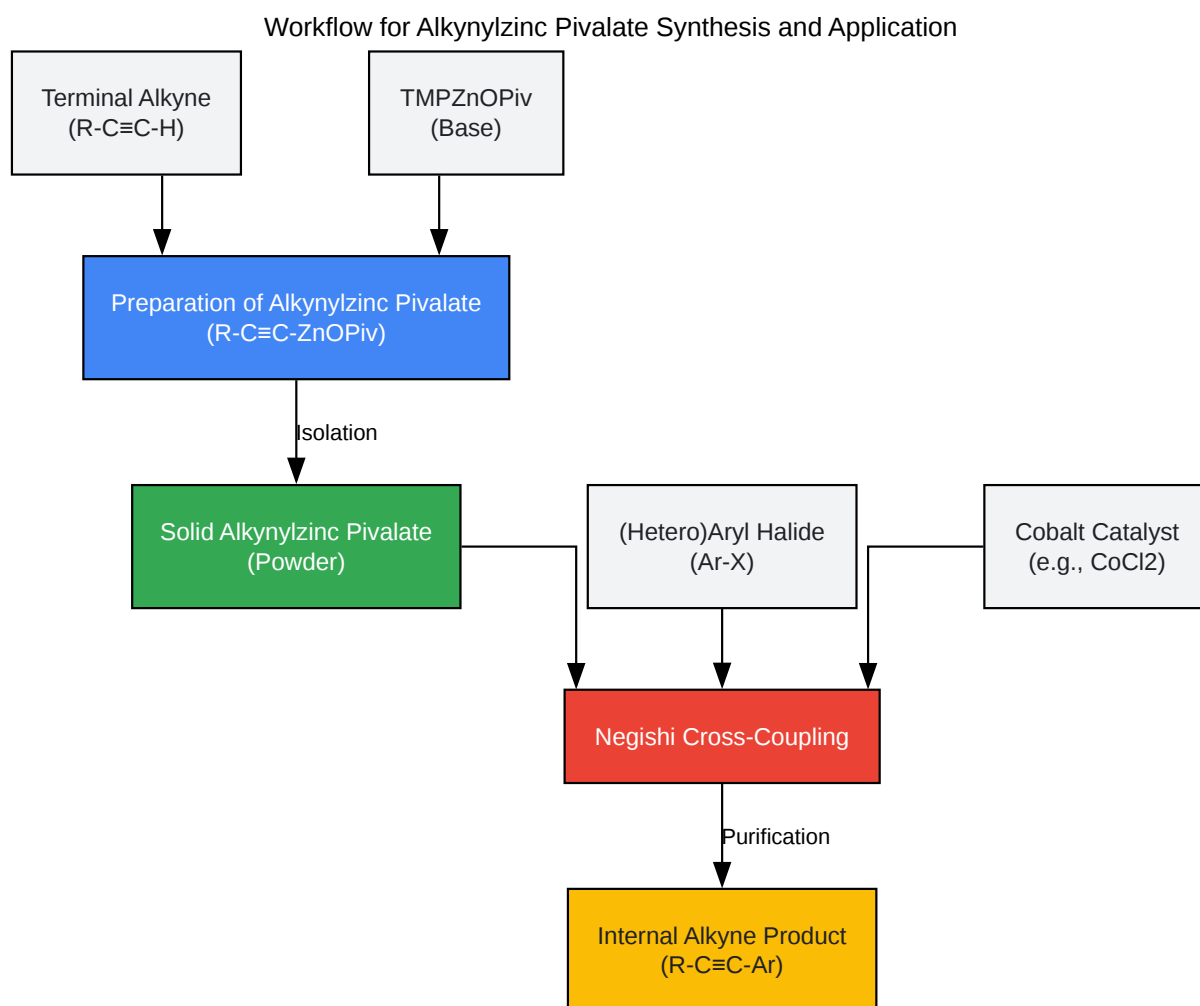 Workflow for Alkynylzinc Pivalate Synthesis and Application
Terminal Alkyne
(R-C≡C-H)
TMPZnOPiv
(Base)
Preparation of Alkynylzinc Pivalate
(R-C≡C-ZnOPiv)
Isolation
Solid Alkynylzinc Pivalate
(Powder)
(Hetero)Aryl Halide
(Ar-X)
Cobalt Catalyst
(e.g., CoCl2)
Negishi Cross-Coupling
Purification
Internal Alkyne Product
(R-C≡C-Ar)